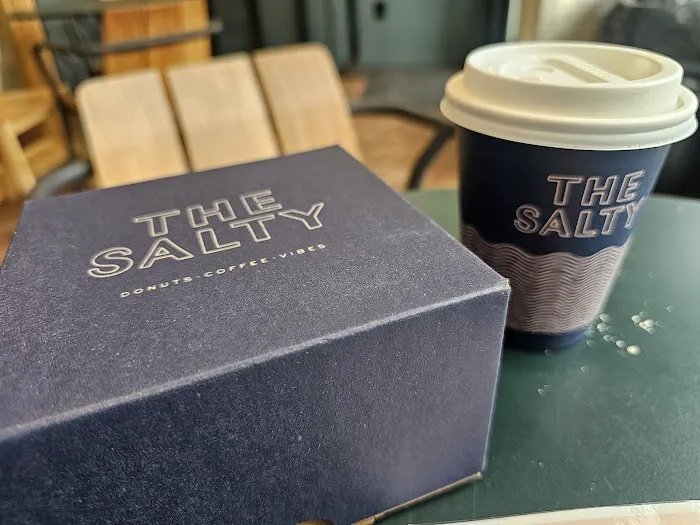 THE
SALTY
DONUTS·COFFEE·VIBES
THE
SALTY